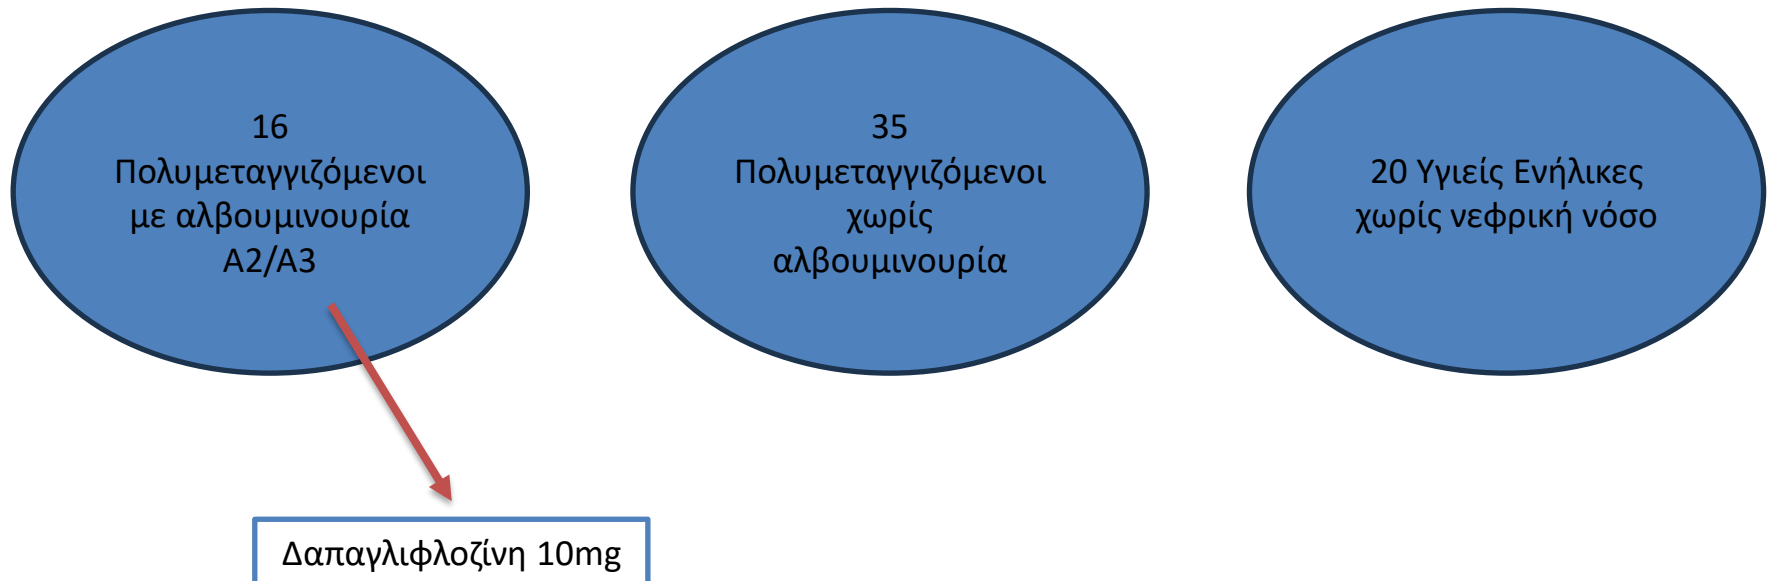 16
Πολυμεταγγιζόμενοι
με αλβουμινουρία
Α2/Α3
35
Πολυμεταγγιζόμενοι
χωρίς
αλβουμινουρία
20 Υγιείς Ενήλικες
χωρίς νεφρική νόσο
Δαπαγλιφλοζίνη 10mg